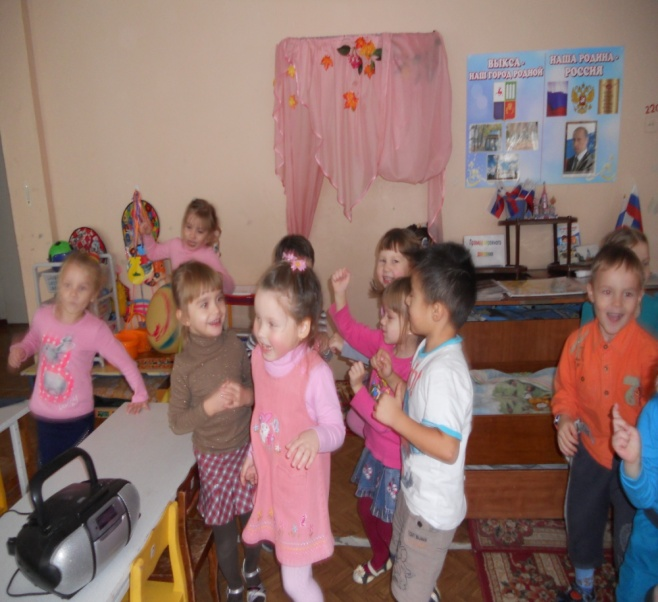 ВЫКСА -
НАШ ГОРОД РОДНОЙ
НАША РОДИНА -
РОССИЯ